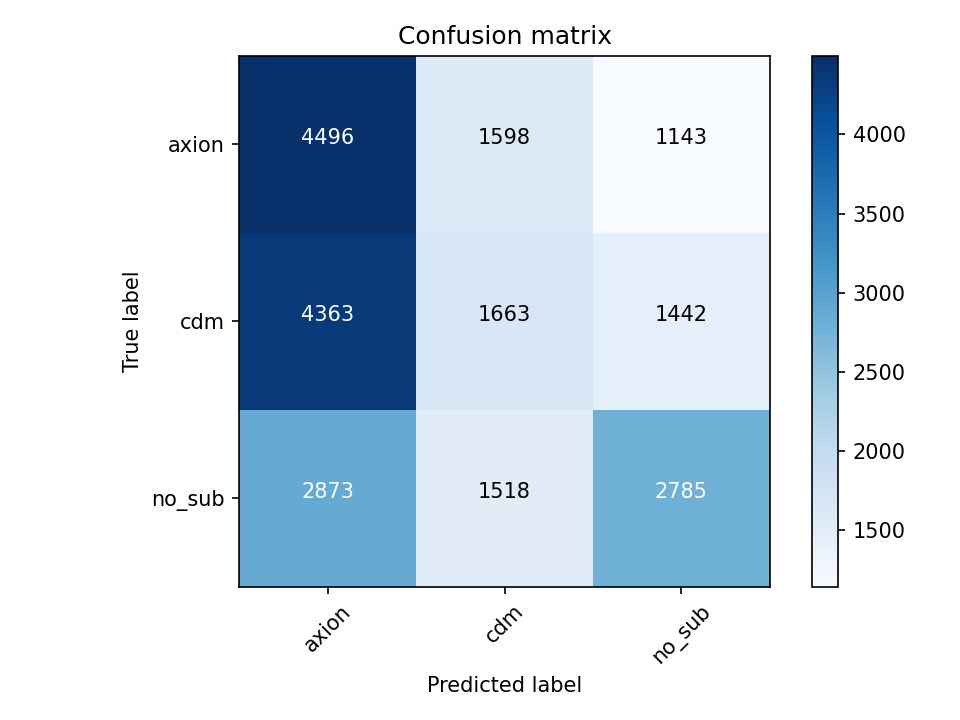 Confusion matrix
True label
axion 4496 1598 1143
cdm 4363 1663 1442
no_sub 2873 1518 2785
axion cdm no_sub
Predicted label
4000
3500
3000
2500
2000
1500